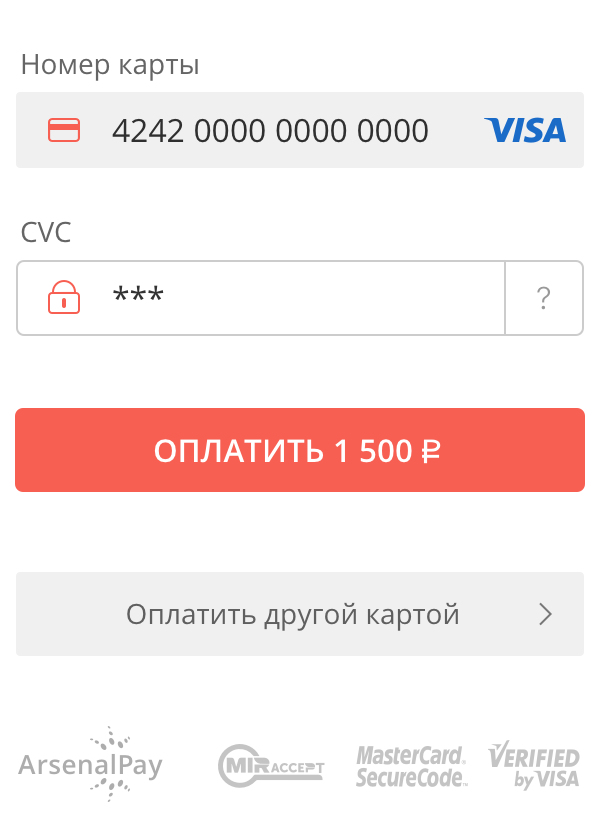 Номер карты
4242 0000 0000 0000 VISA
CVC
*** ?
ОПЛАТИТЬ 1 500 ₽
Оплатить другой картой
ArsenalPay
MIR ACCEPT
MasterCard.
SecureCode™
VERIFIED
by VISA